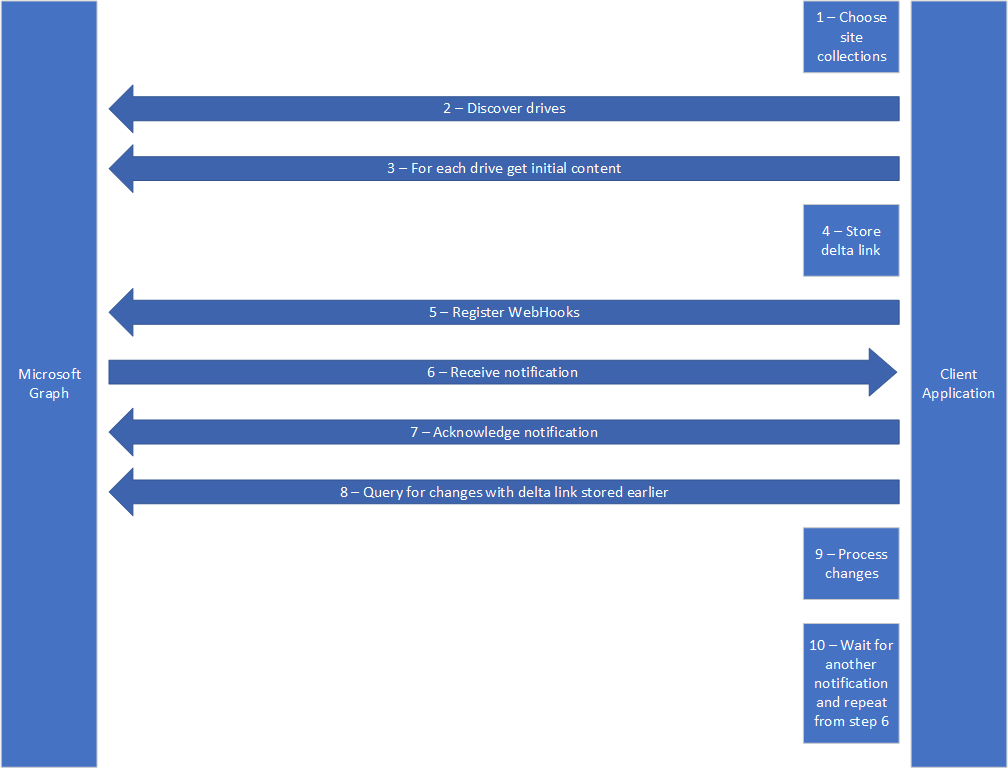 1 – Choose
site
collections
2 – Discover drives
3 – For each drive get initial content
4 – Store
delta link
5 – Register WebHooks
Microsoft
Graph
6 – Receive notification
Client
Application
7 – Acknowledge notification
8 – Query for changes with delta link stored earlier
9 – Process
changes
10 – Wait for
another
notification
and repeat
from step 6